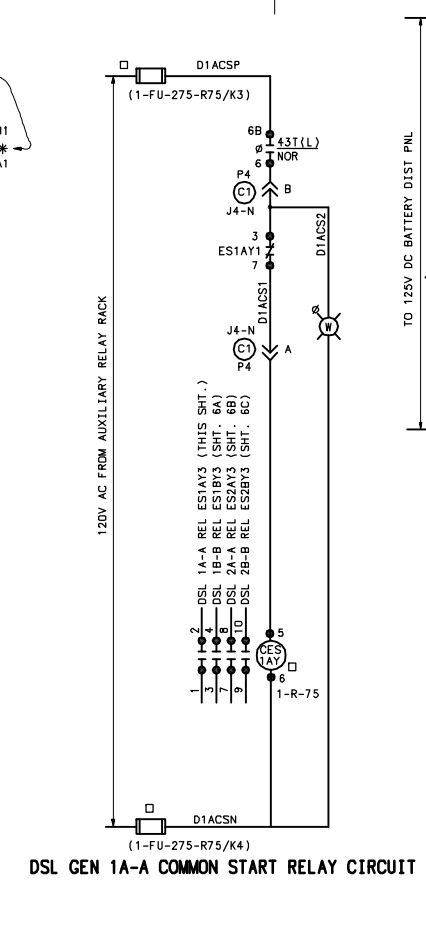 D1ACSP
(1-FU-275-R75/K3)
6B
43T(L)
NOR
6
P4
C1
B
J4-N
3
ES1AY1
7
D1ACS2
D1ACS1
W
J4-N
C1
A
P4
TO 125V DC BATTERY DIST PNL
120V AC FROM AUXILIARY RELAY RACK
DSL 1A-A REL ES1AY3 (THIS SHT.)
DSL 1B-B REL ES1BY3 (SHT. 6A)
DSL 2A-A REL ES2AY3 (SHT. 6B)
DSL 2B-B REL ES2BY3 (SHT. 6C)
2 4 8 10
1 3 7 9
5
CES
1AY
6
1-R-75
D1ACSN
(1-FU-275-R75/K4)
DSL GEN 1A-A COMMON START RELAY CIRCUIT